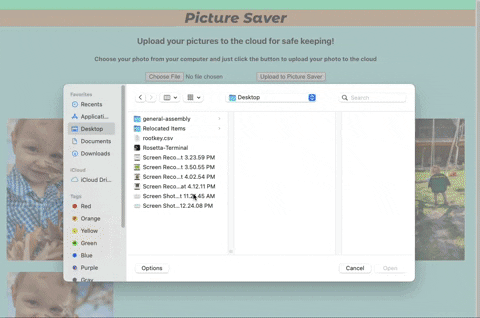 Picture Saver
Upload your pictures to the cloud for safe keeping!
Choose your photo from your computer and just click the button to upload your photo to the cloud
Choose File No file chosen Upload to Picture Saver
Favorites
Recents
Applicati...
Desktop
Documents
Downloads
iCloud
iCloud Dri...
Tags
Red
Orange
Yellow
Green
Blue
Purple
Gray
Desktop
Search
general-assembly
Relocated Items
rootkey.csv
Rosetta-Terminal
Screen Reco...t 3.23.59 PM
Screen Reco...t 3.50.55 PM
Screen Reco...t 4.02.54 PM
Screen Reco...at 4.12.11 PM
Screen Shot...t 11.2 .45 AM
Screen Shot...12.24.08 PM
Options
Cancel
Open